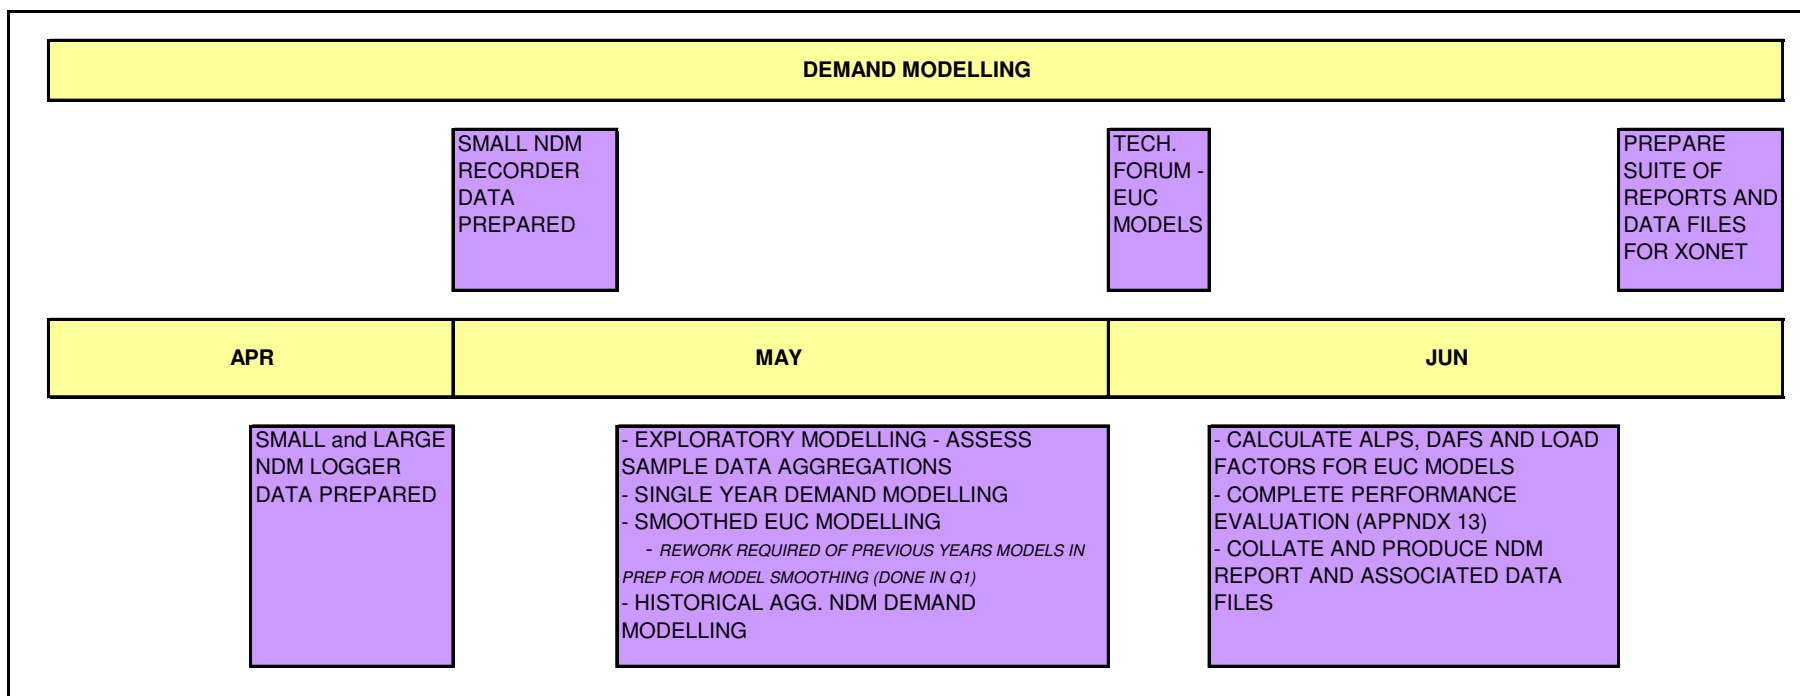 DEMAND MODELLING
SMALL NDM
RECORDER
DATA
PREPARED
TECH.
FORUM -
EUC
MODELS
PREPARE
SUITE OF
REPORTS AND
DATA FILES
FOR XONET
APR
MAY
JUN
SMALL and LARGE
NDM LOGGER
DATA PREPARED
- EXPLORATORY MODELLING - ASSESS
SAMPLE DATA AGGREGATIONS
- SINGLE YEAR DEMAND MODELLING
- SMOOTHED EUC MODELLING
- REWORK REQUIRED OF PREVIOUS YEARS MODELS IN
PREP FOR MODEL SMOOTHING (DONE IN Q1)
- HISTORICAL AGG. NDM DEMAND
MODELLING
- CALCULATE ALPS, DAFS AND LOAD
FACTORS FOR EUC MODELS
- COMPLETE PERFORMANCE
EVALUATION (APPNDX 13)
- COLLATE AND PRODUCE NDM
REPORT AND ASSOCIATED DATA
FILES